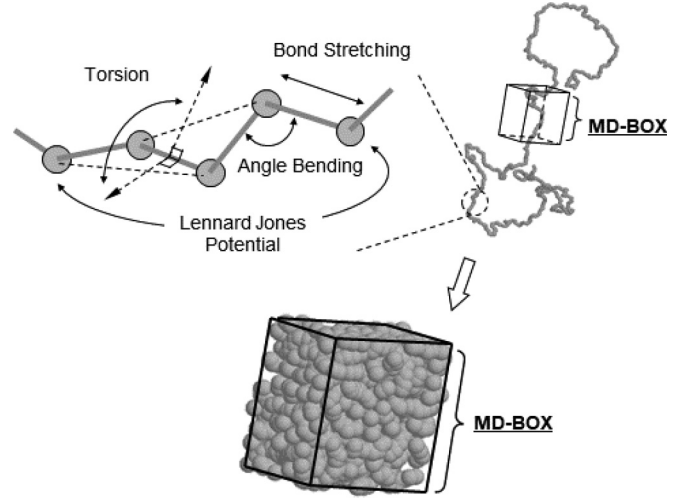 Bond Stretching
Torsion
MD-BOX
Angle Bending
Lennard Jones
Potential
MD-BOX